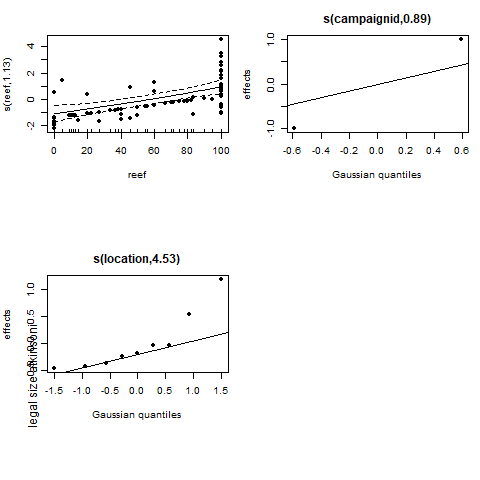 s(campaignid,0.89)
s(reef,1.13)
-2 0 2 4
0 20 40 60 80 100
reef
effects
-1.0 0.0 1.0
-0.6 -0.4 -0.2 0.0 0.2 0.4 0.6
Gaussian quantiles
s(location,4.53)
effects
legal size atkinsoni
0.5 1.0
-1.5 -1.0 -0.5 0.0 0.5 1.0 1.5
Gaussian quantiles